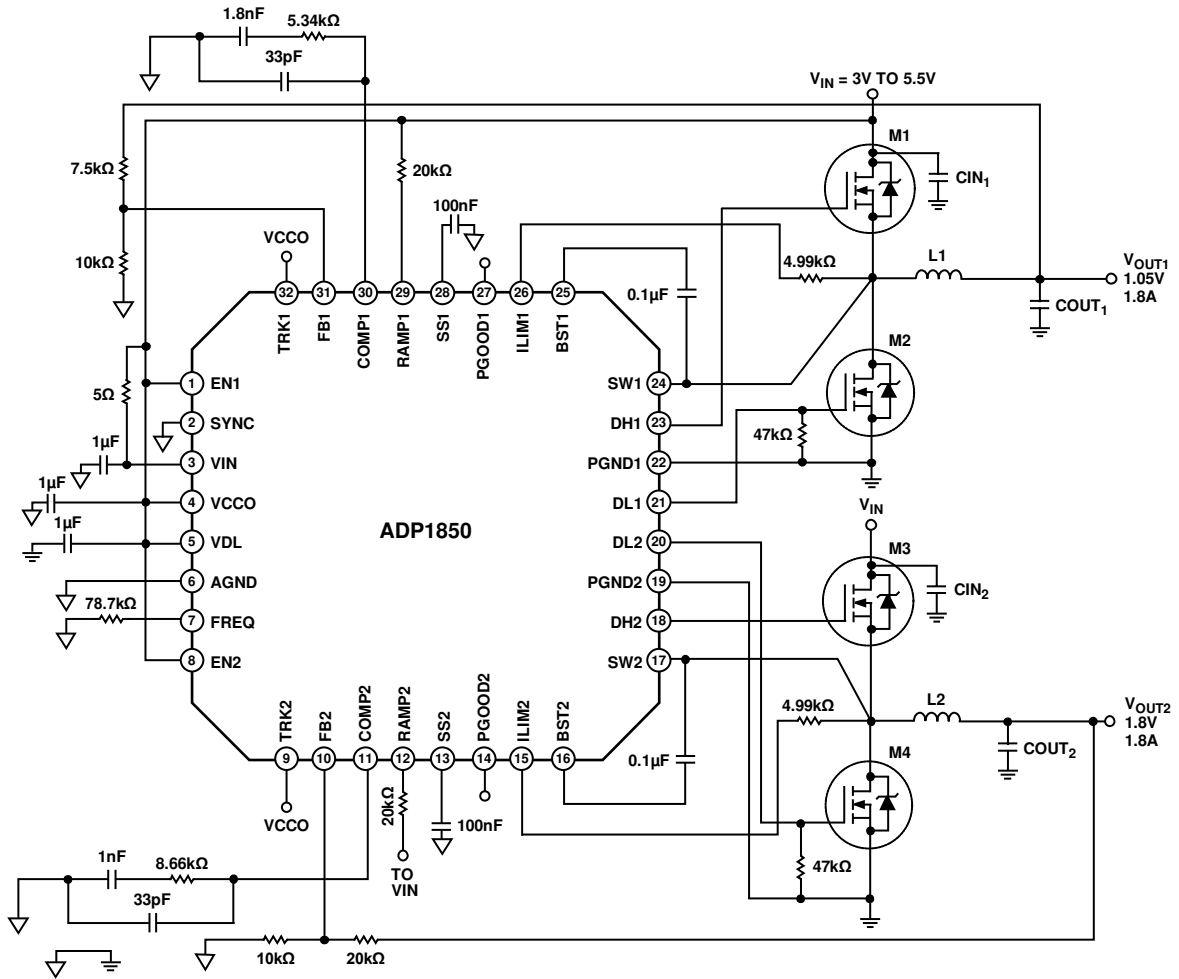 1.8nF
5.34kΩ
33pF
V_IN = 3V TO 5.5V
M1
7.5kΩ
20kΩ
CIN₁
100nF
VCCO
10kΩ
4.99kΩ
L1
V_OUT1
1.05V
1.8A
0.1µF
COUT₁
32
31
30
29
28
27
26
25
TRK1
FB1
COMP1
RAMP1
SS1
PGOOD1
ILIM1
BST1
M2
1
EN1
SW1
24
5Ω
2
SYNC
DH1
23
47kΩ
1µF
3
VIN
PGND1
22
1µF
4
VCCO
DL1
21
V_IN
1µF
5
VDL
ADP1850
DL2
20
M3
6
AGND
PGND2
19
CIN₂
78.7kΩ
7
FREQ
DH2
18
8
EN2
SW2
17
TRK2
FB2
COMP2
RAMP2
SS2
PGOOD2
ILIM2
BST2
4.99kΩ
L2
V_OUT2
1.8V
1.8A
COUT₂
M4
9
10
11
12
13
14
15
16
0.1µF
VCCO
20kΩ
100nF
TO
VIN
47kΩ
1nF
8.66kΩ
33pF
10kΩ
20kΩ